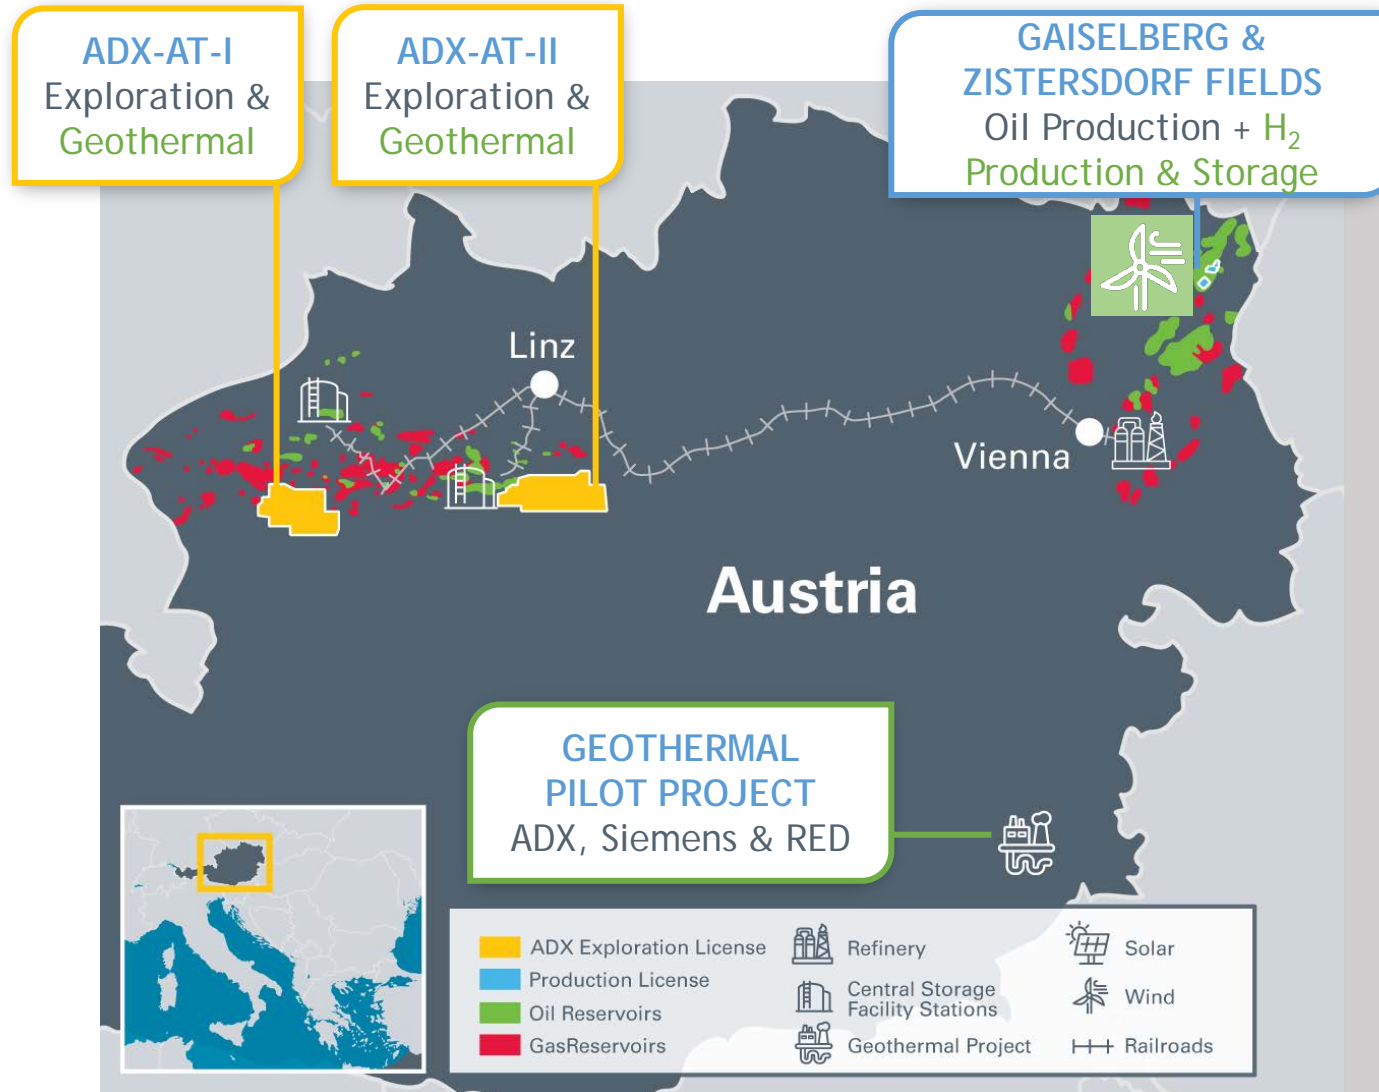 ADX-AT-I
Exploration &
Geothermal
ADX-AT-II
Exploration &
Geothermal
GAISELBERG &
ZISTERSDORF FIELDS
Oil Production + H₂
Production & Storage
Linz
Vienna
Austria
GEOTHERMAL
PILOT PROJECT
ADX, Siemens & RED
ADX Exploration License
Production License
Oil Reservoirs
GasReservoirs
Refinery
Central Storage
Facility Stations
Geothermal Project
Solar
Wind
Railroads